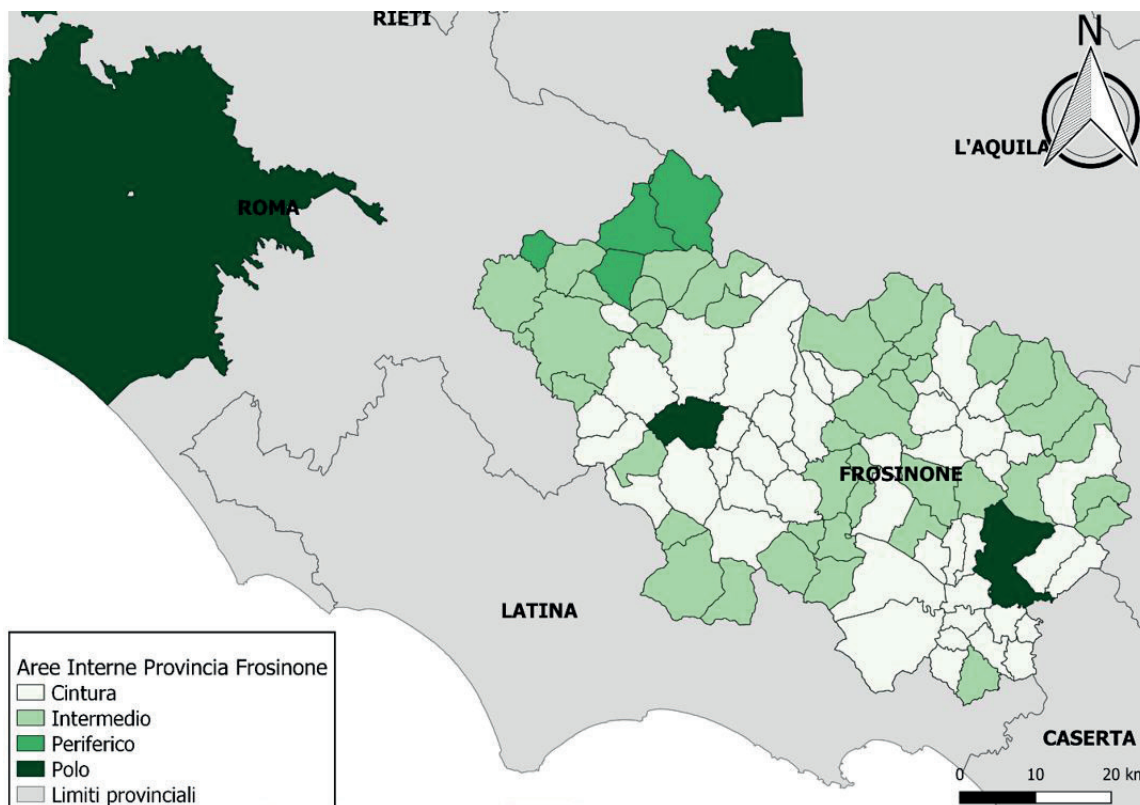 RIETI
N
L'AQUILA
ROMA
FROSINONE
LATINA
CASERTA
Aree Interne Provincia Frosinone
Cintura
Intermedio
Periferico
Polo
Limiti provinciali
0 10 20 km